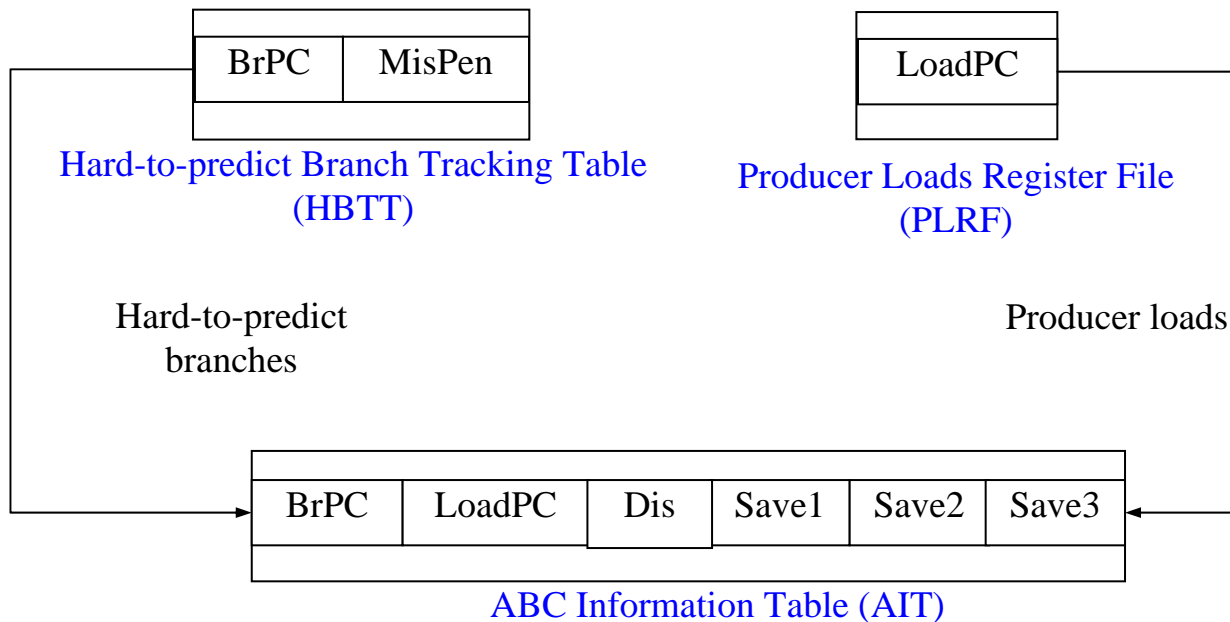 BrPC MisPen
LoadPC
Hard-to-predict Branch Tracking Table
(HBTT)
Producer Loads Register File
(PLRF)
Hard-to-predict
branches
Producer loads
BrPC LoadPC Dis Save1 Save2 Save3
ABC Information Table (AIT)